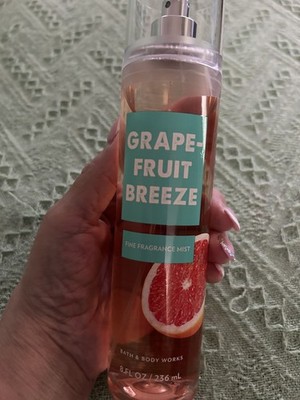 GRAPE-
FRUIT
BREEZE
FINE FRAGRANCE MIST
BATH & BODY WORKS
8 FL OZ / 236 mL